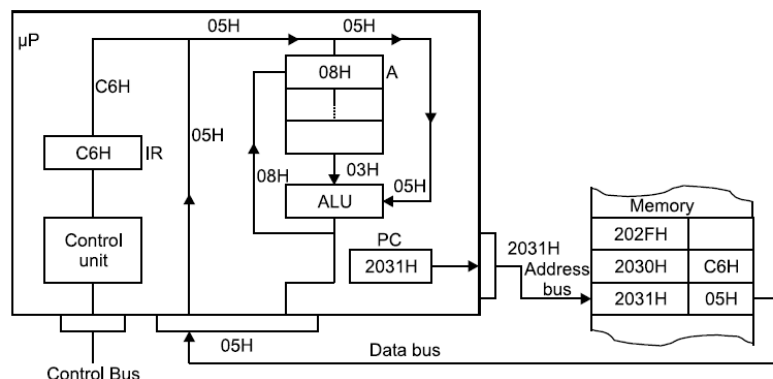 05H 05H
µP
08H A
C6H
05H
C6H IR
03H
08H
05H
ALU
Memory
Control unit
PC
202FH
2031H
2031H
Address bus
2030H C6H
2031H 05H
05H
Data bus
Control Bus